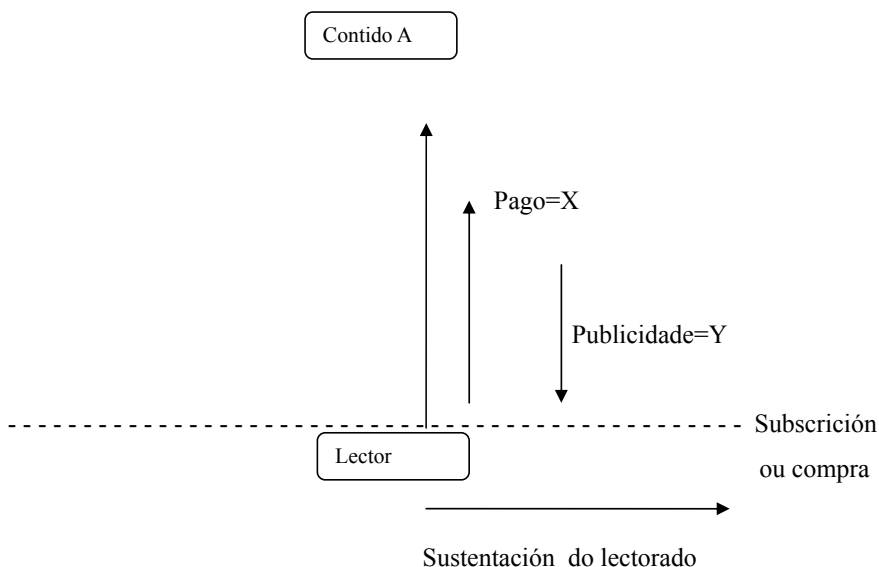 Contido A
Pago=X
Publicidade=Y
Subscrición
ou compra
Lector
Sustentación do lectorado